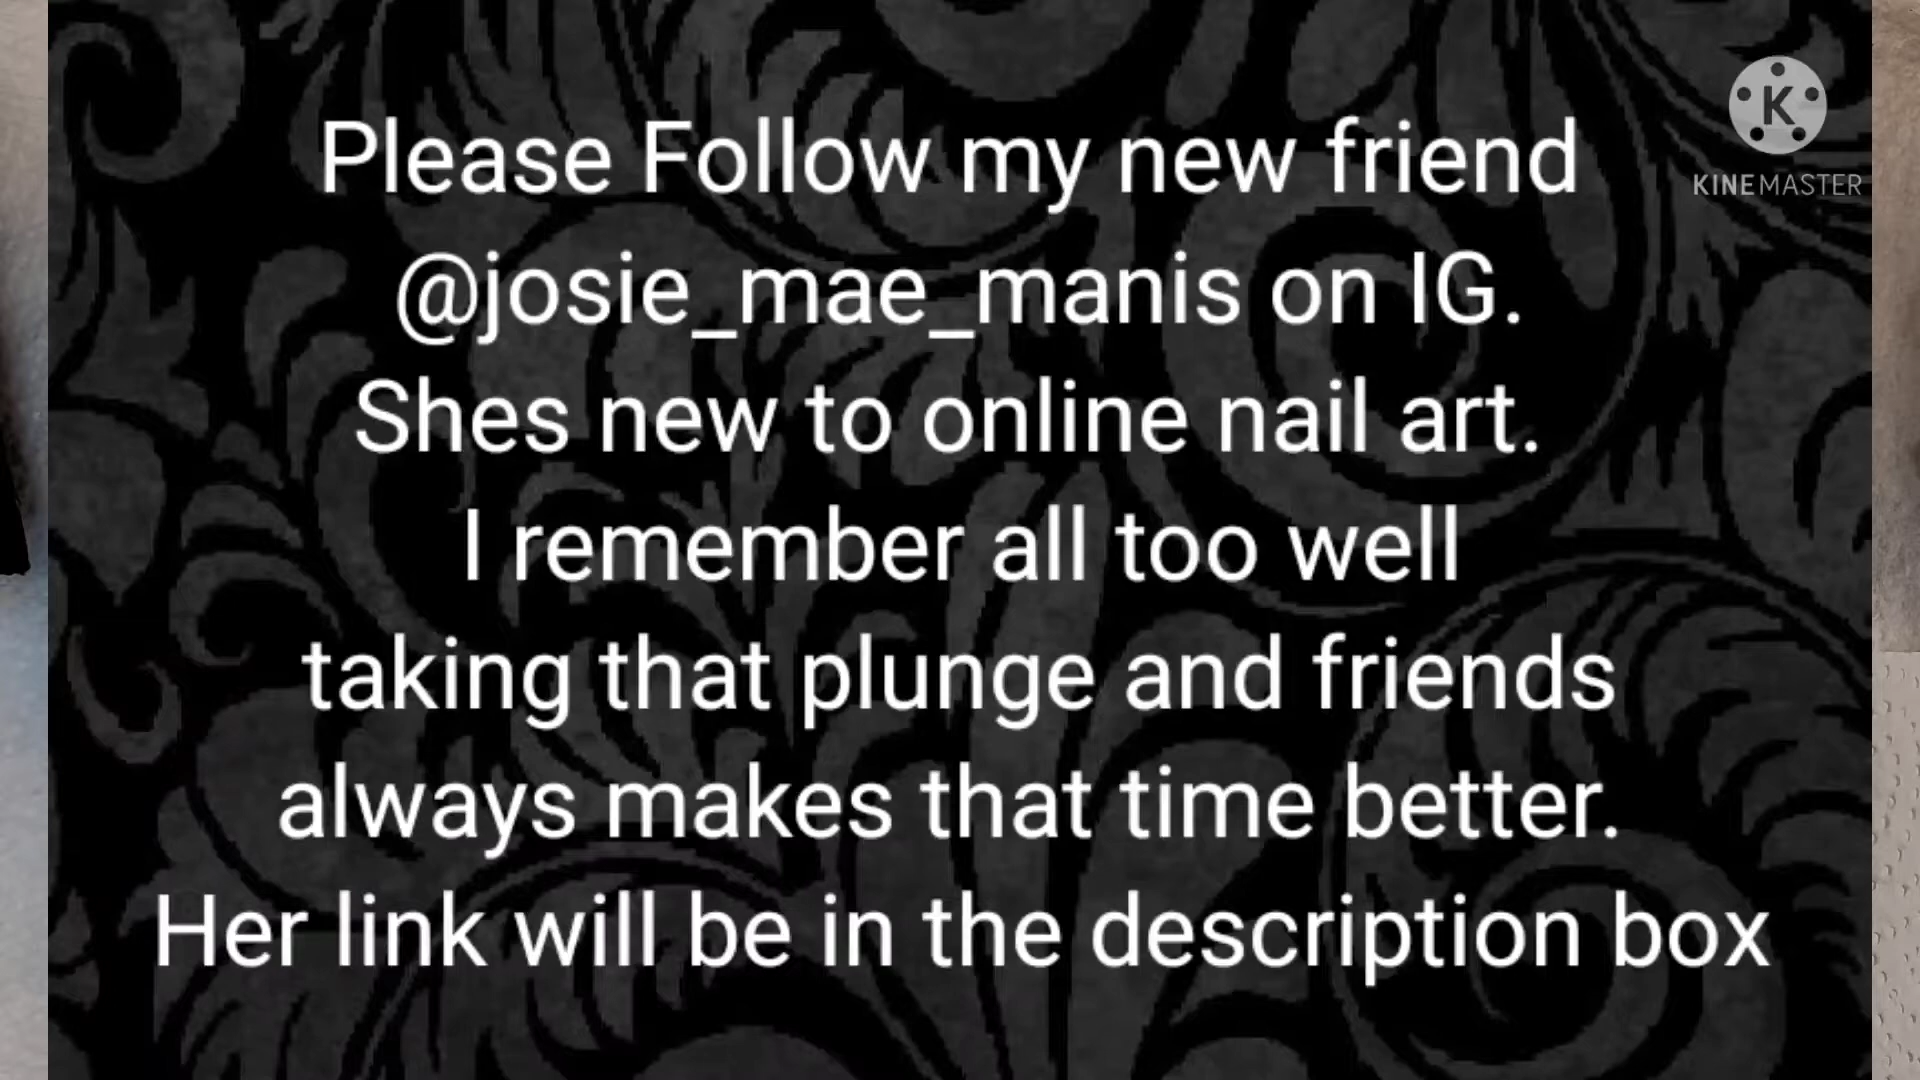 K
KINEMASTER
Please Follow my new friend
@josie_mae_manis on IG.
Shes new to online nail art.
I remember all too well
taking that plunge and friends
always makes that time better.
Her link will be in the description box